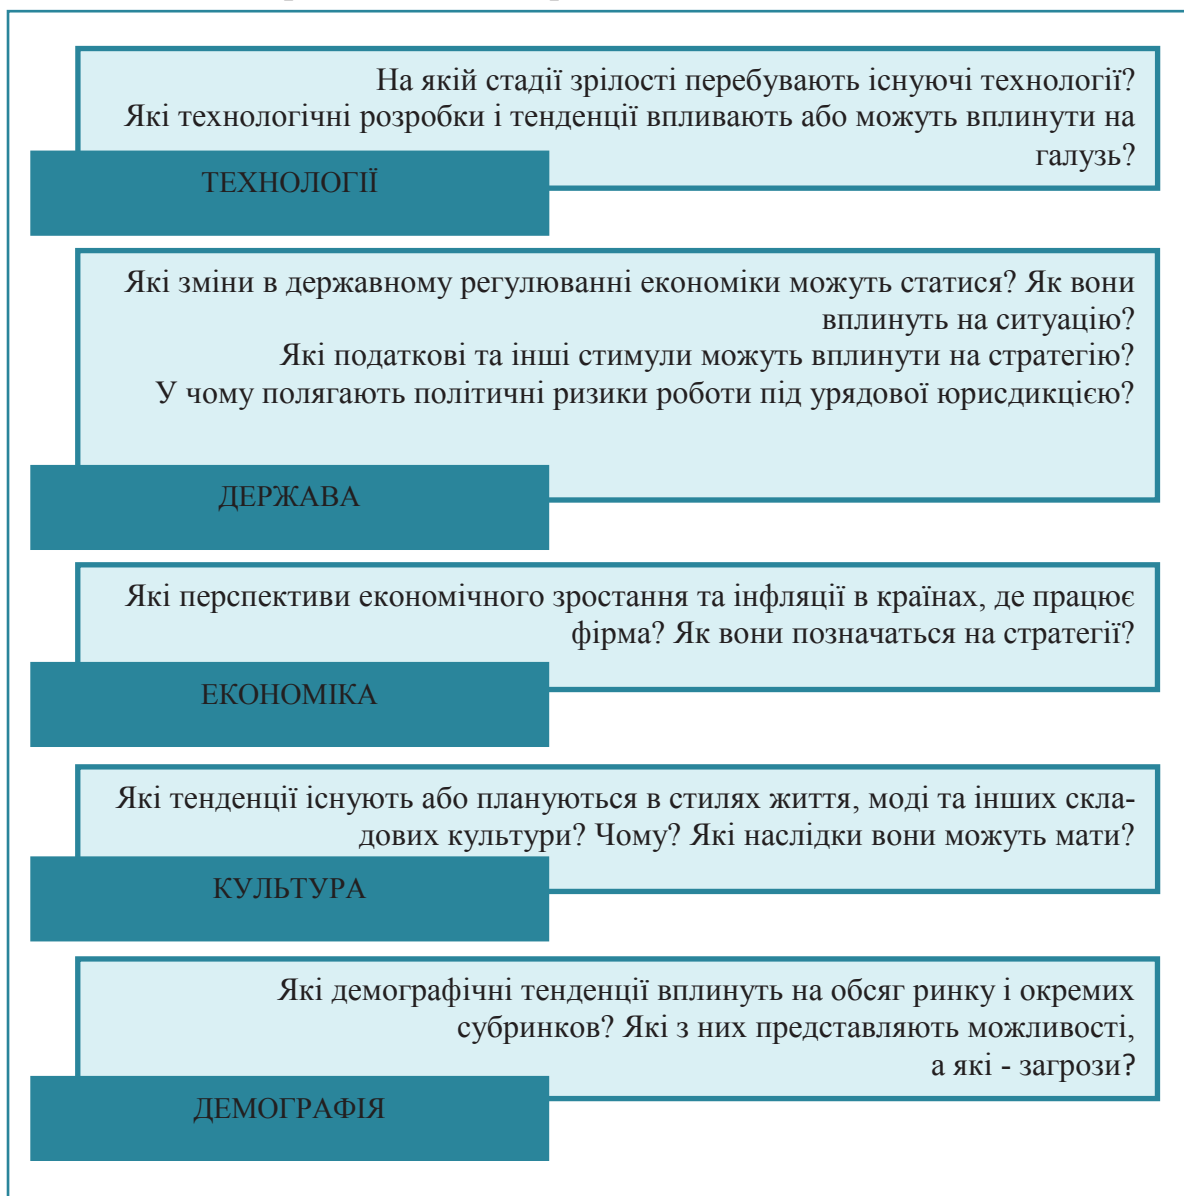 На якій стадії зрілості перебувають існуючі технології?
Які технологічні розробки і тенденції впливають або можуть вплинути на
галузь?
ТЕХНОЛОГІЇ
Які зміни в державному регулюванні економіки можуть статися? Як вони
вплинуть на ситуацію?
Які податкові та інші стимули можуть вплинути на стратегію?
У чому полягають політичні ризики роботи під урядової юрисдикцією?
ДЕРЖАВА
Які перспективи економічного зростання та інфляції в країнах, де працює
фірма? Як вони позначаться на стратегії?
ЕКОНОМІКА
Які тенденції існують або плануються в стилях життя, моді та інших скла-
дових культури? Чому? Які наслідки вони можуть мати?
КУЛЬТУРА
Які демографічні тенденції вплинуть на обсяг ринку і окремих
субринков? Які з них представляють можливості,
а які - загрози?
ДЕМОГРАФІЯ